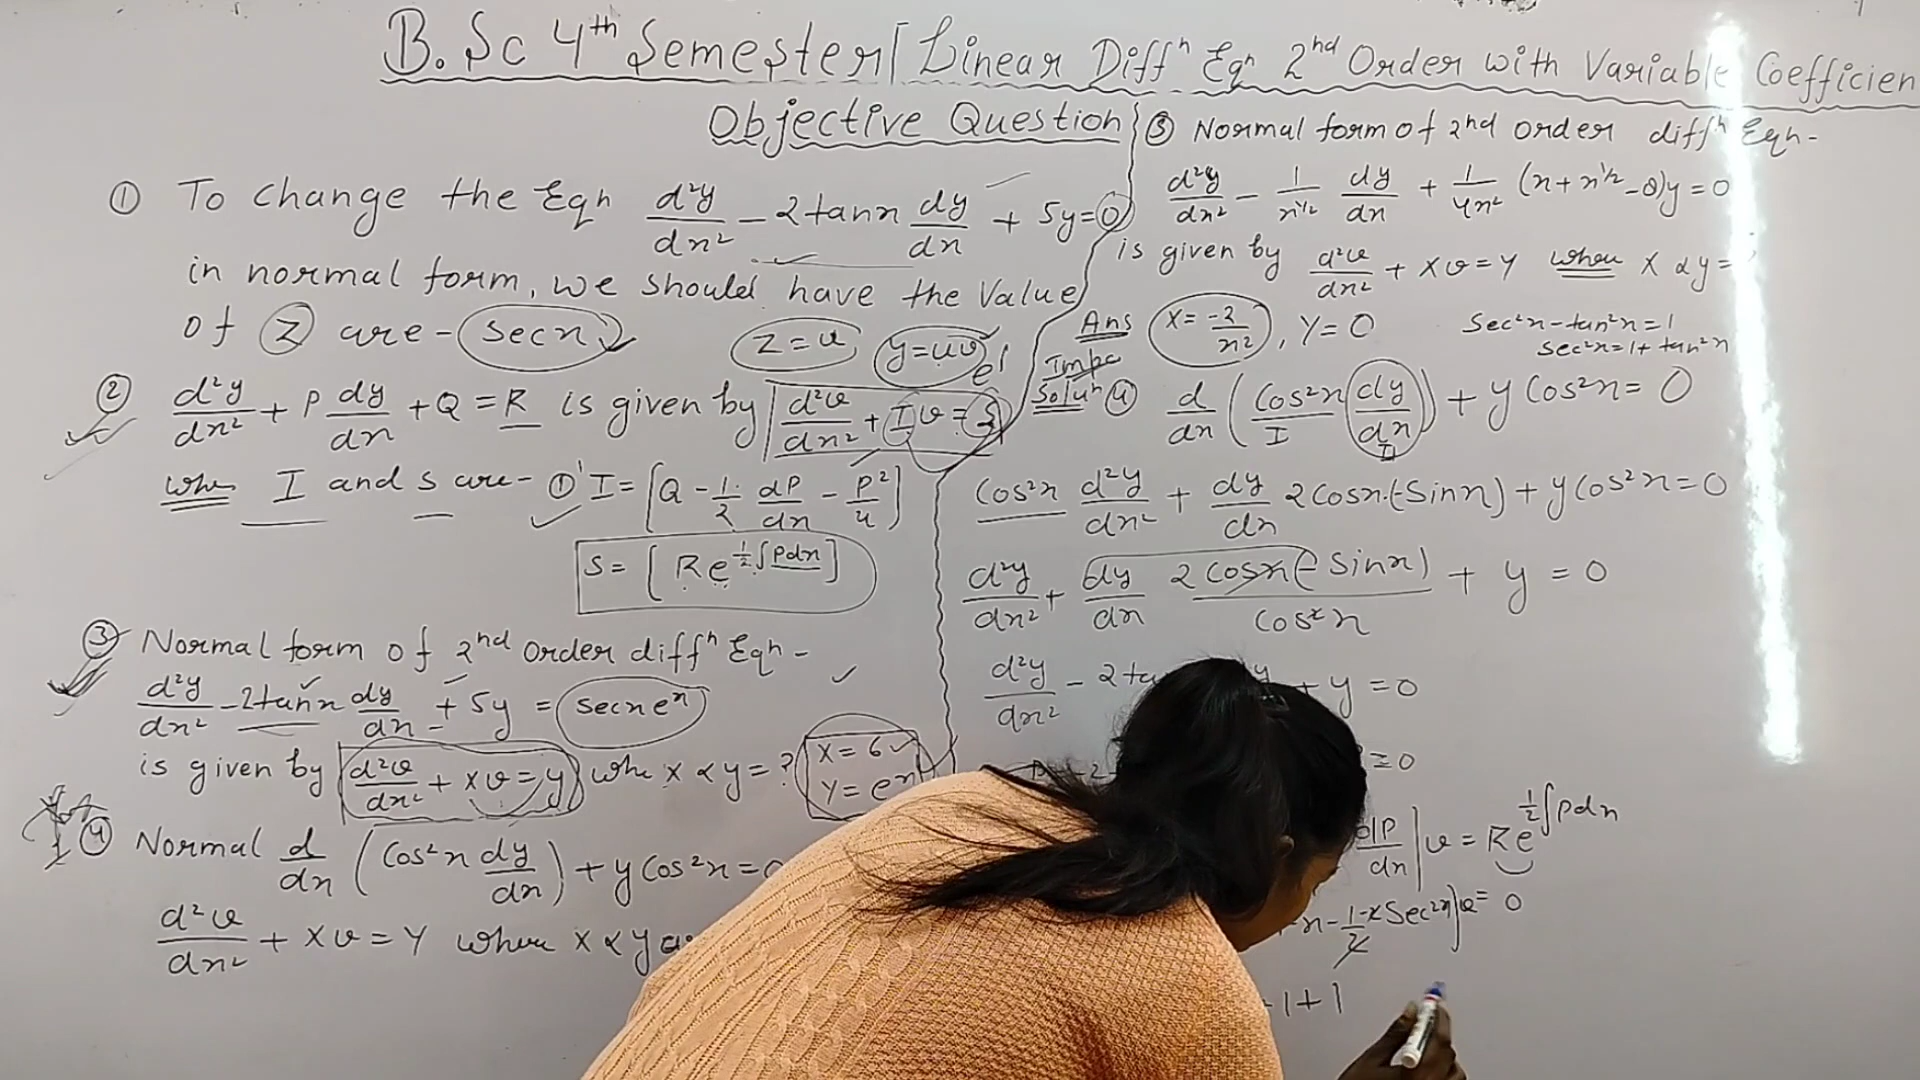 B.Sc 4th Semester | Linear Diffn Eqn 2nd Order with Variable Coefficien
Objective Question
① To change the Eqn d²y/dx² - 2tanx dy/dx + 5y=0
in normal form, we should have the Value
of z are - secx
z=u y=uv
② d²y/dx² + P dy/dx + Q = R is given by d²v/dx² + Iv = S
when I and s are - ① I = [Q - 1/2 dP/dx - P²/4]
S = [Re^{1/2∫Pdx}]
③ Normal form of 2nd order diffn Eqn -
d²y/dx² - 2tanx dy/dx + 5y = secxe^x
is given by d²v/dx² + Xv = y whe X & y = ? X = 6
Y = e^x
④ Normal d/dx (cos²x dy/dx) + y cos²x =
d²v/dx² + Xv = Y where X & y
⑤ Normal form of 2nd order diffn Eqn -
d²y/dx² - 1/x^{1/2} dy/dx + 1/4x² (x + x^{1/2} - 8)y = 0
is given by d²v/dx² + Xv = Y when X & y =
Ans X = -2/x², Y = 0
Sec²x - tan²x = 1
Sec²x = 1 + tan²x
Solun ④ d/dx (cos²x dy/dx) + y cos²x = 0
I II
cos²x d²y/dx² + dy/dx 2cosx.(-sinx) + y cos²x = 0
d²y/dx² + dy/dx 2cosx(-sinx)/cos²x + y = 0
d²y/dx² - 2 + y = 0
= 0
dP/dx | v = Re^{1/2∫Pdx}
x - 1/2 - x Sec²x] v = 0
1 + 1